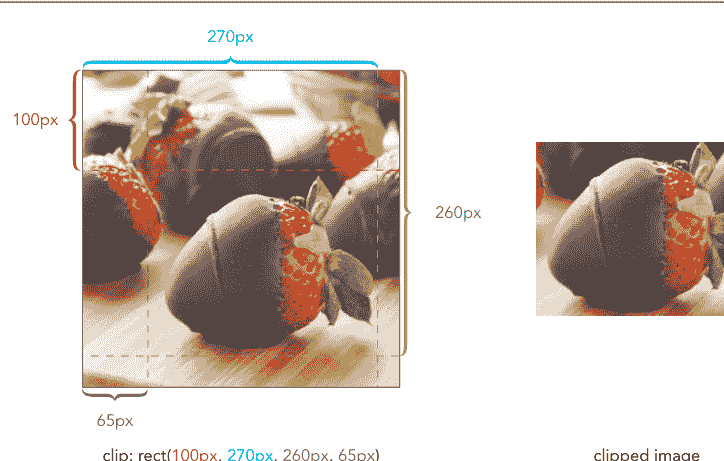 270px
100px
260px
65px
clip: rect(100px, 270px, 260px, 65px)
clipped image